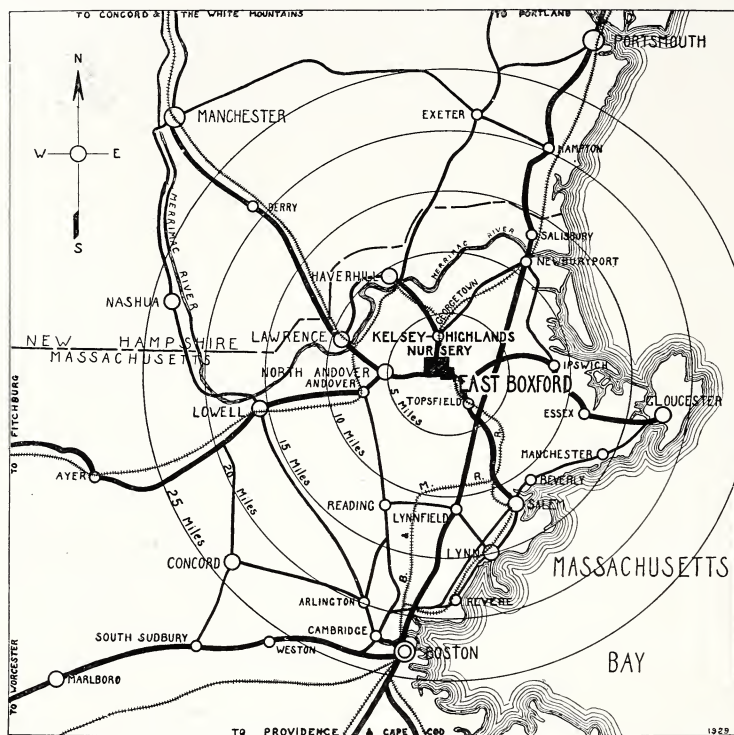 TO CONCORD & THE WHITE MOUNTAINS
TO PORTLAND
PORTSMOUTH
N
W E
S
MANCHESTER
EXETER
HAMPTON
DERRY
MERRIMAC RIVER
SALISBURY
MERRIMAC RIVER
NEWBURYPORT
HAVERHILL
GEORGETOWN
NASHUA
NEW HAMPSHIRE
MASSACHUSETTS
LAWRENCE
KELSEY-HIGHLANDS
NURSERY
NORTH ANDOVER
ANDOVER
EAST BOXFORD
IPSWICH
TOPSFIELD
5 Miles
10 Miles
15 Miles
20 Miles
25 Miles
LOWELL
ESSEX
GLOUCESTER
TO FITCHBURG
AYER
MANCHESTER
BEVERLY
B. & M. R. R.
READING
LYNNFIELD
SALEM
CONCORD
LYNN
MASSACHUSETTS
BAY
ARLINGTON
REVERE
CAMBRIDGE
SOUTH SUDBURY
WESTON
BOSTON
MARLBORO
TO WORCESTER
TO PROVIDENCE & CAPE COD
1929